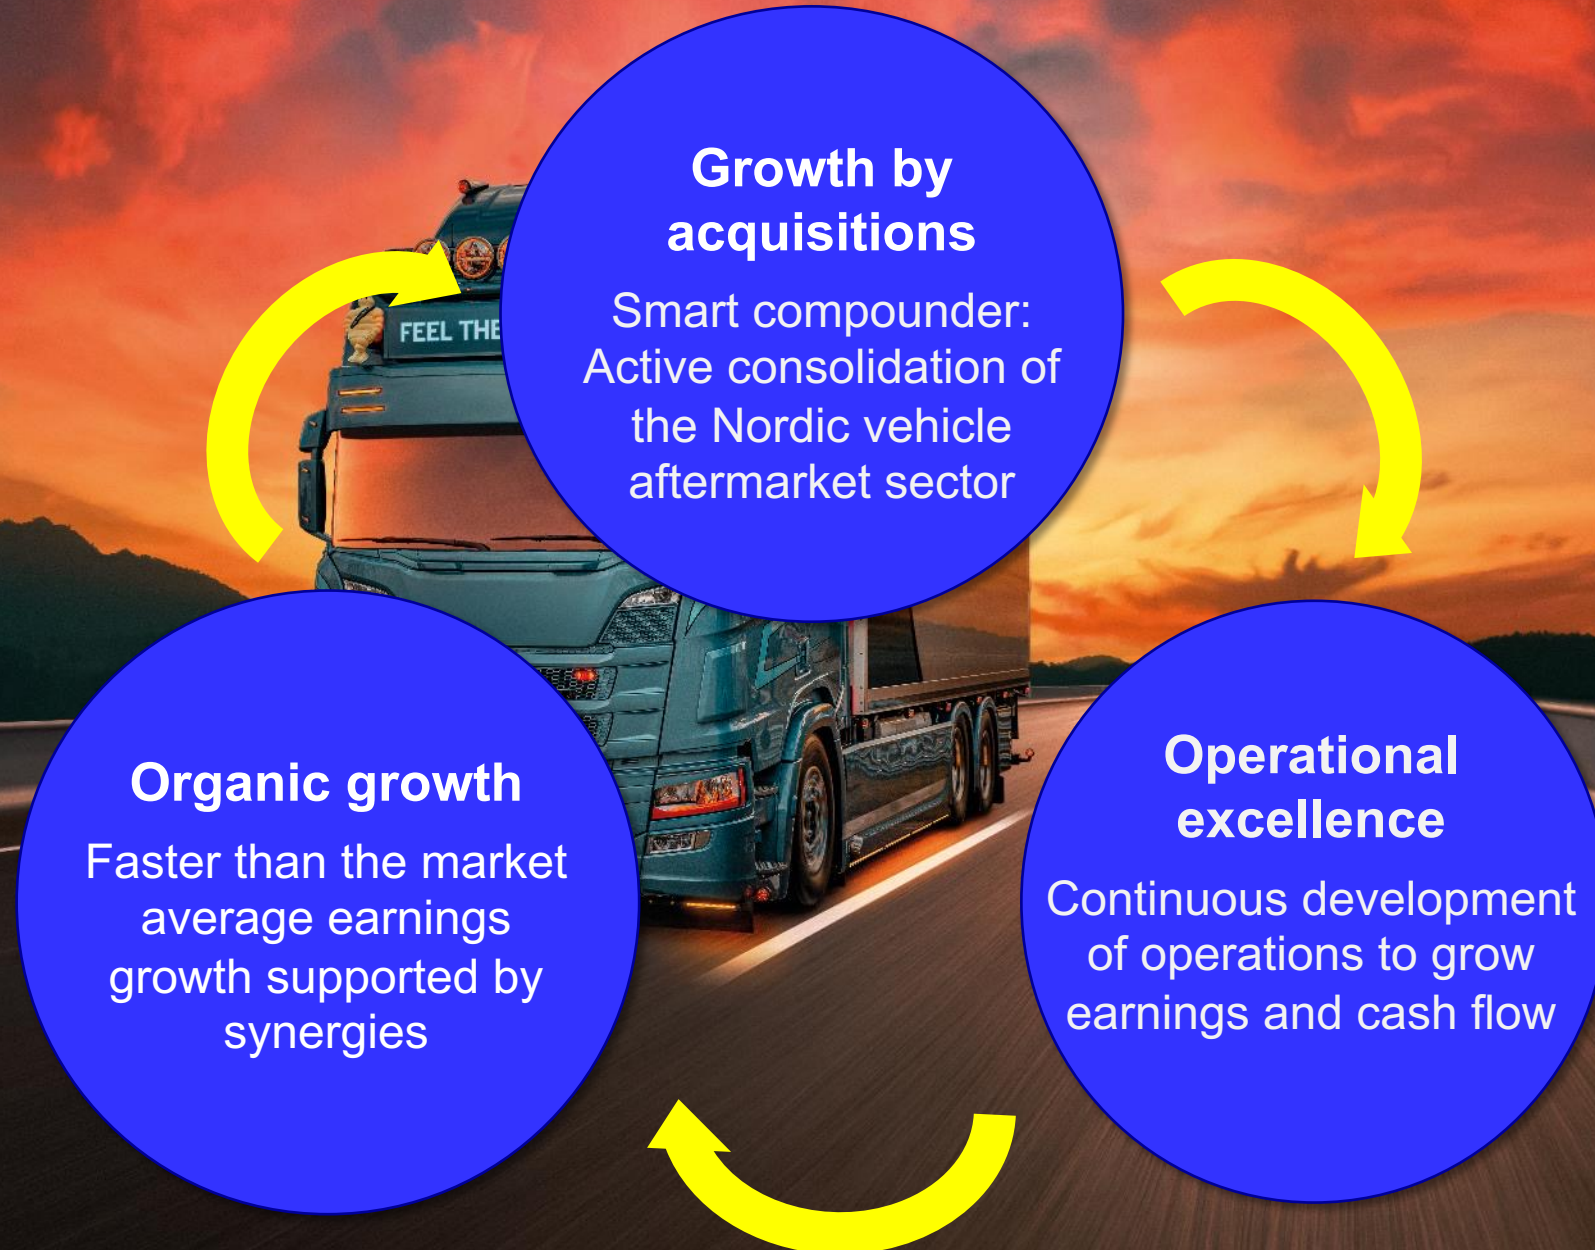 Growth by
acquisitions
Smart compounder:
Active consolidation of
the Nordic vehicle
aftermarket sector
FEEL THE
Organic growth
Faster than the market
average earnings
growth supported by
synergies
Operational
excellence
Continuous development
of operations to grow
earnings and cash flow